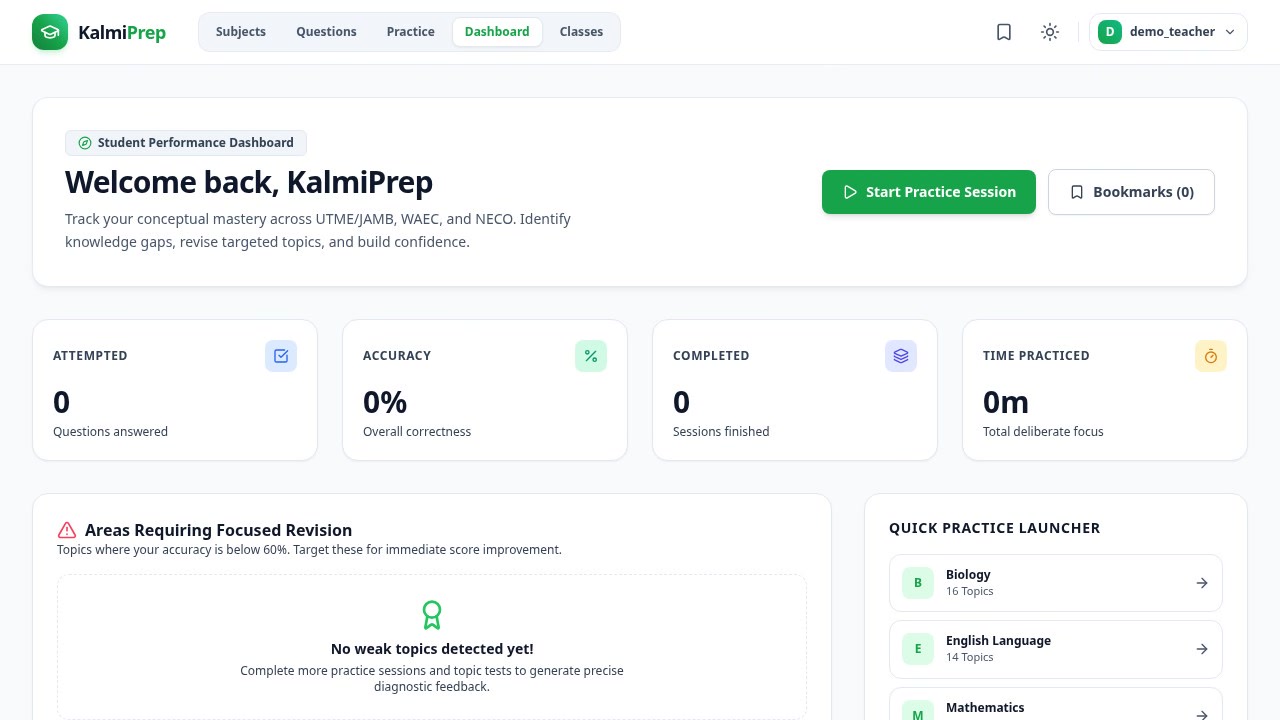 KalmiPrep
Subjects
Questions
Practice
Dashboard
Classes
D
demo_teacher
Student Performance Dashboard
Welcome back, KalmiPrep
Track your conceptual mastery across UTME/JAMB, WAEC, and NECO. Identify
knowledge gaps, revise targeted topics, and build confidence.
Start Practice Session
Bookmarks (0)
ATTEMPTED
0
Questions answered
ACCURACY
0%
Overall correctness
COMPLETED
0
Sessions finished
TIME PRACTICED
0m
Total deliberate focus
Areas Requiring Focused Revision
Topics where your accuracy is below 60%. Target these for immediate score improvement.
No weak topics detected yet!
Complete more practice sessions and topic tests to generate precise
diagnostic feedback.
QUICK PRACTICE LAUNCHER
B
Biology
16 Topics
E
English Language
14 Topics
M
Mathematics